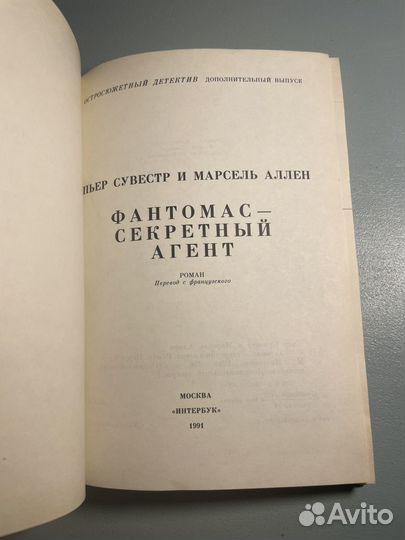 ОСТРОСЮЖЕТНЫЙ ДЕТЕКТИВ ДОПОЛНИТЕЛЬНЫЙ ВЫПУСК
ПЬЕР СУВЕСТР И МАРСЕЛЬ АЛЛЕН
ФАНТОМАС —
СЕКРЕТНЫЙ
АГЕНТ
РОМАН
Перевод с французского
МОСКВА
«ИНТЕРБУК»
1991
Avito